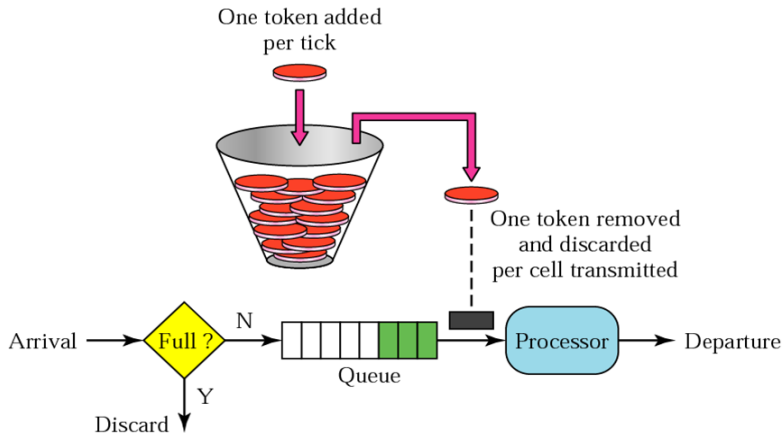 One token added
per tick
One token removed
and discarded
per cell transmitted
Arrival
Full ?
N
Y
Discard
Queue
Processor
Departure